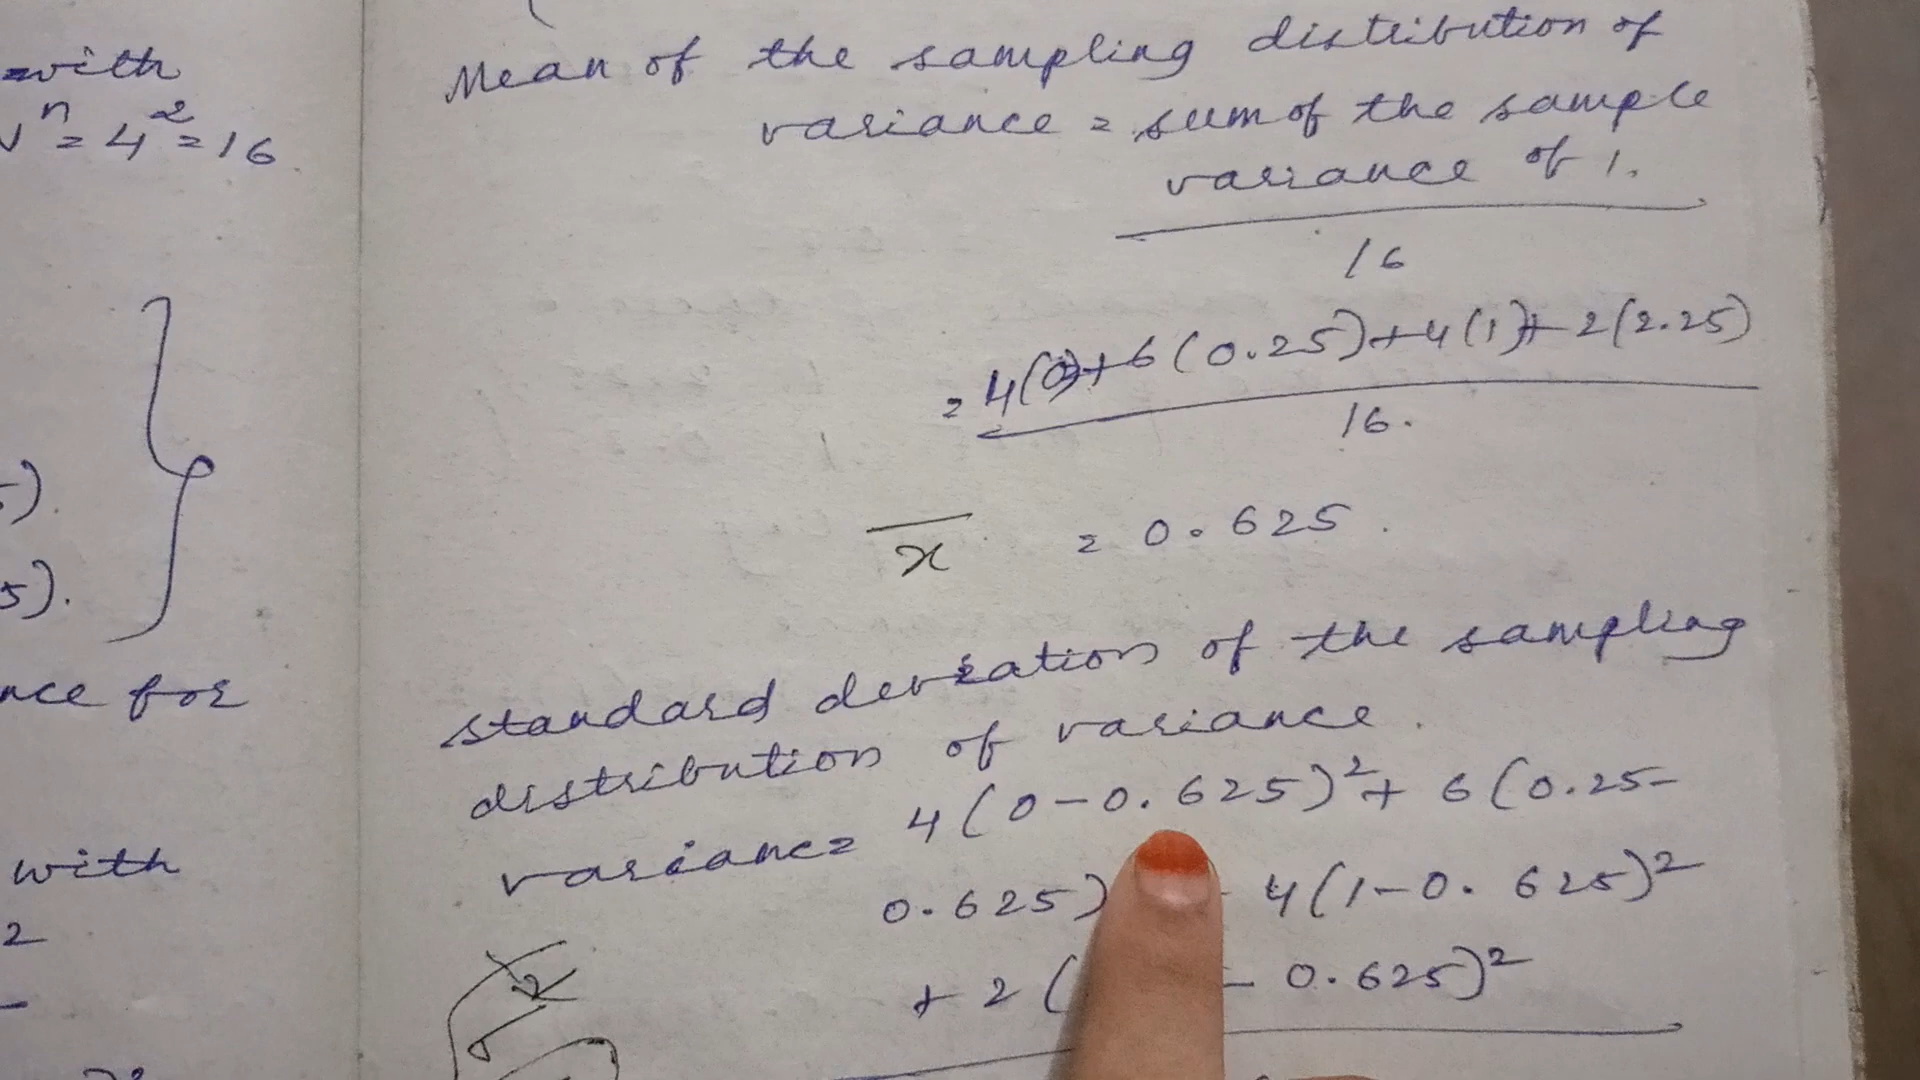 with
n = 4² = 16
5).
for
with
2
Mean of the sampling distribution of
variance = sum of the sample
variance of 1.
16
= 4(0)+6(0.25)+4(1)+2(2.25)
16.
x̄ = 0.625.
standard deviation of the sampling
distribution of variance.
variance = 4(0-0.625)²+ 6(0.25-
0.625) 4(1-0.625)²
+ 2( - 0.625)²